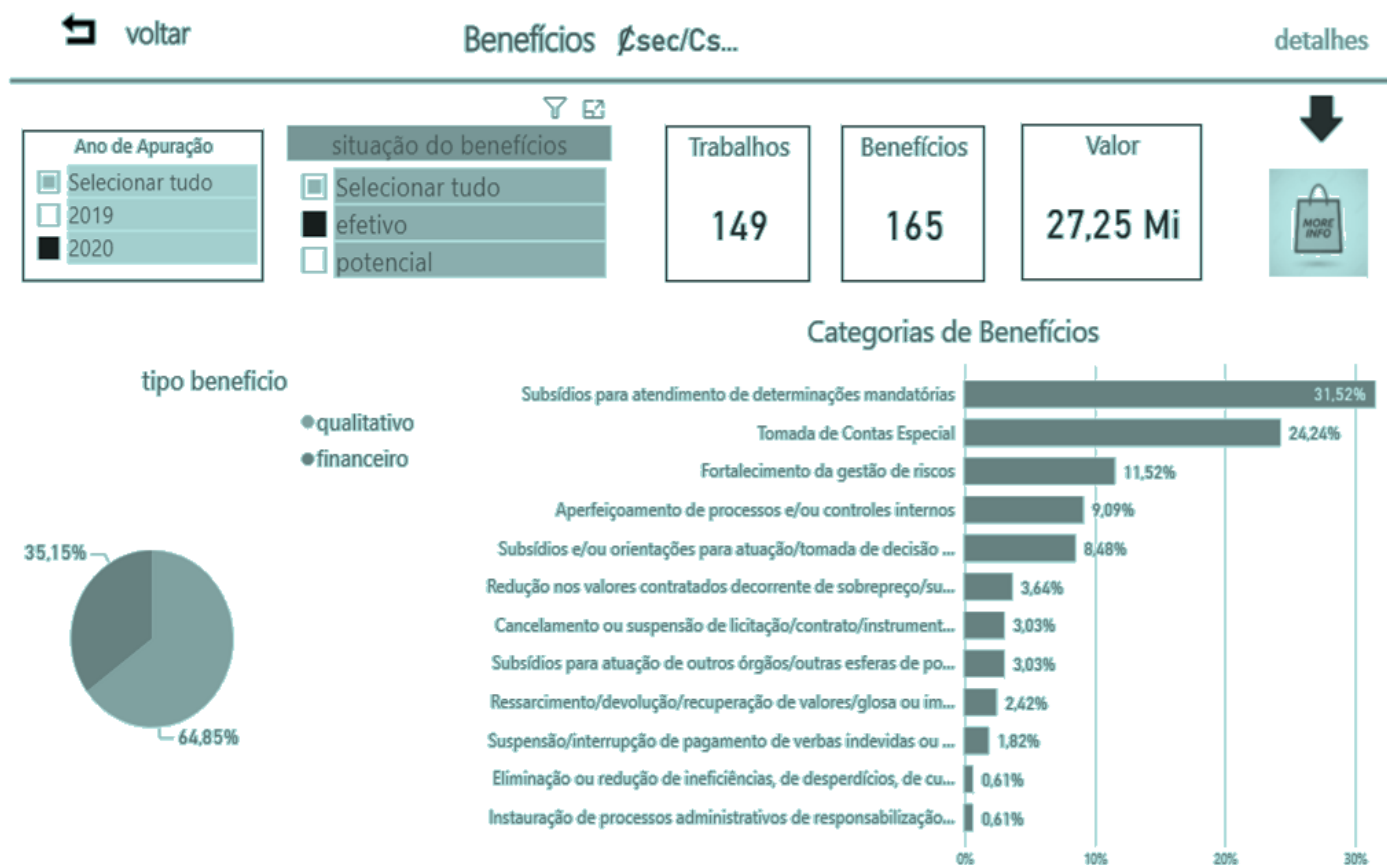 voltar
Benefícios ₡sec/Cs...
detalhes
Ano de Apuração
Selecionar tudo
2019
2020
situação do benefícios
Selecionar tudo
efetivo
potencial
Trabalhos
149
Benefícios
165
Valor
27,25 Mi
MORE
INFO
tipo beneficio
qualitativo
financeiro
35,15%
64,85%
Categorias de Benefícios
Subsídios para atendimento de determinações mandatórias 31,52%
Tomada de Contas Especial 24,24%
Fortalecimento da gestão de riscos 11,52%
Aperfeiçoamento de processos e/ou controles internos 9,09%
Subsídios e/ou orientações para atuação/tomada de decisão ... 8,48%
Redução nos valores contratados decorrente de sobrepreço/su... 3,64%
Cancelamento ou suspensão de licitação/contrato/instrument... 3,03%
Subsídios para atuação de outros órgãos/outras esferas de po... 3,03%
Ressarcimento/devolução/recuperação de valores/glosa ou im... 2,42%
Suspensão/interrupção de pagamento de verbas indevidas ou ... 1,82%
Eliminação ou redução de ineficiências, de desperdícios, de cu... 0,61%
Instauração de processos administrativos de responsabilização... 0,61%
0% 10% 20% 30%